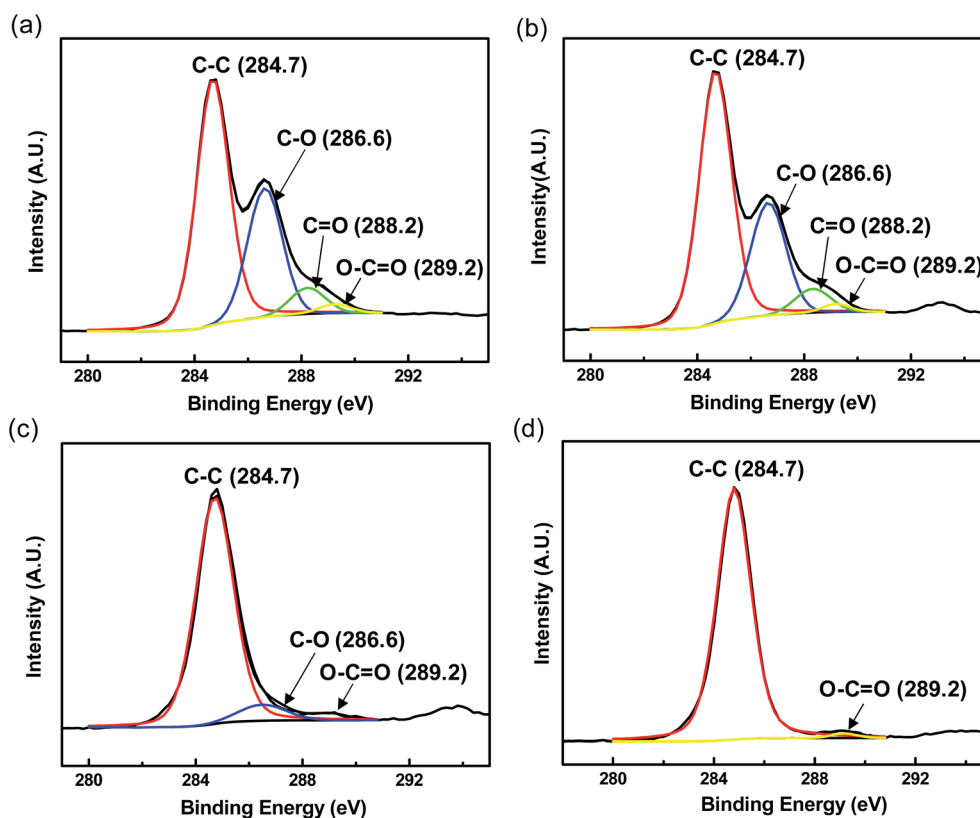 (a)
C-C (284.7)
C-O (286.6)
C=O (288.2)
O-C=O (289.2)
Intensity (A.U.)
280 284 288 292
Binding Energy (eV)
(b)
C-C (284.7)
C-O (286.6)
C=O (288.2)
O-C=O (289.2)
Intensity(A.U.)
280 284 288 292
Binding Energy (eV)
(c)
C-C (284.7)
C-O (286.6)
O-C=O (289.2)
Intensity (A.U.)
280 284 288 292
Binding Energy (eV)
(d)
C-C (284.7)
O-C=O (289.2)
Intensity (A.U.)
280 284 288 292
Binding Energy (eV)